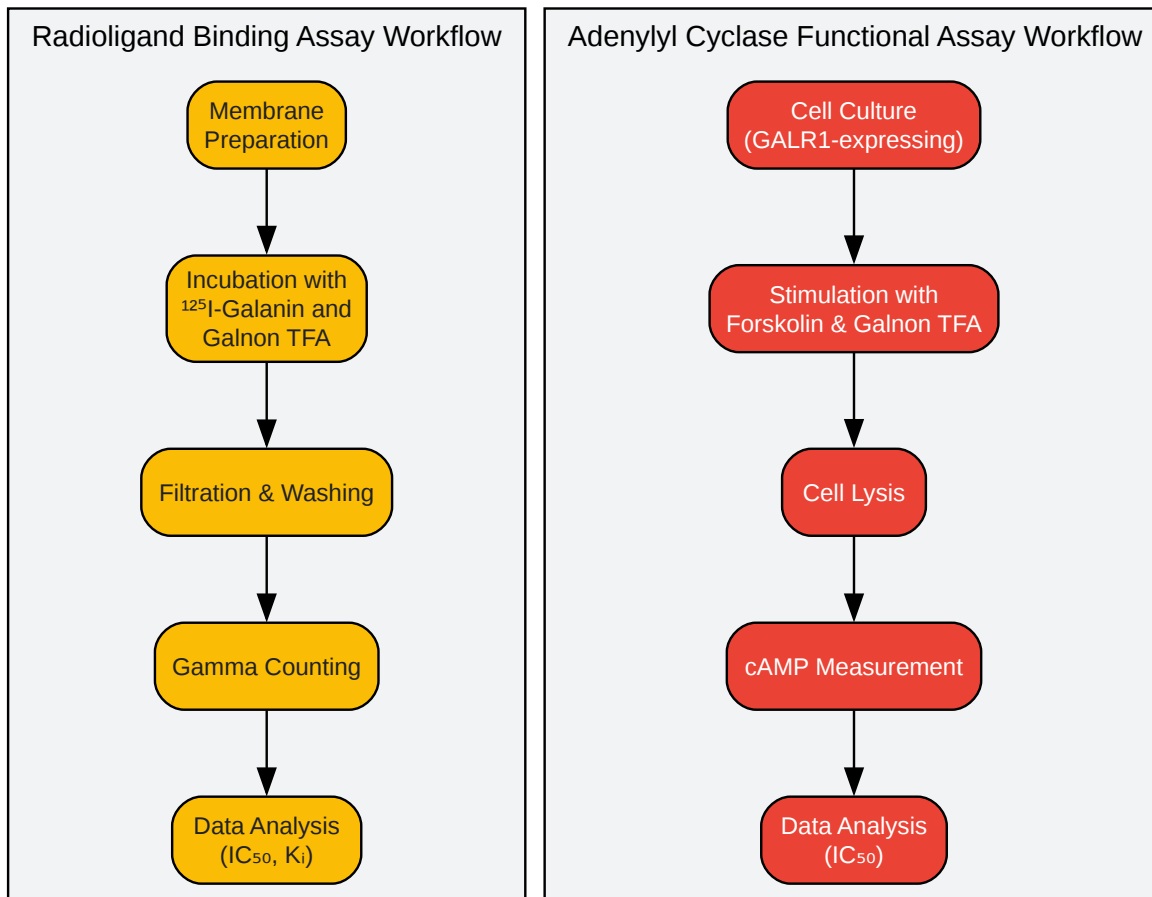 Radioligand Binding Assay Workflow
Membrane
Preparation
Incubation with
¹²⁵I-Galanin and
Galnon TFA
Filtration & Washing
Gamma Counting
Data Analysis
(IC₅₀, Kᵢ)
Adenylyl Cyclase Functional Assay Workflow
Cell Culture
(GALR1-expressing)
Stimulation with
Forskolin & Galnon TFA
Cell Lysis
cAMP Measurement
Data Analysis
(IC₅₀)